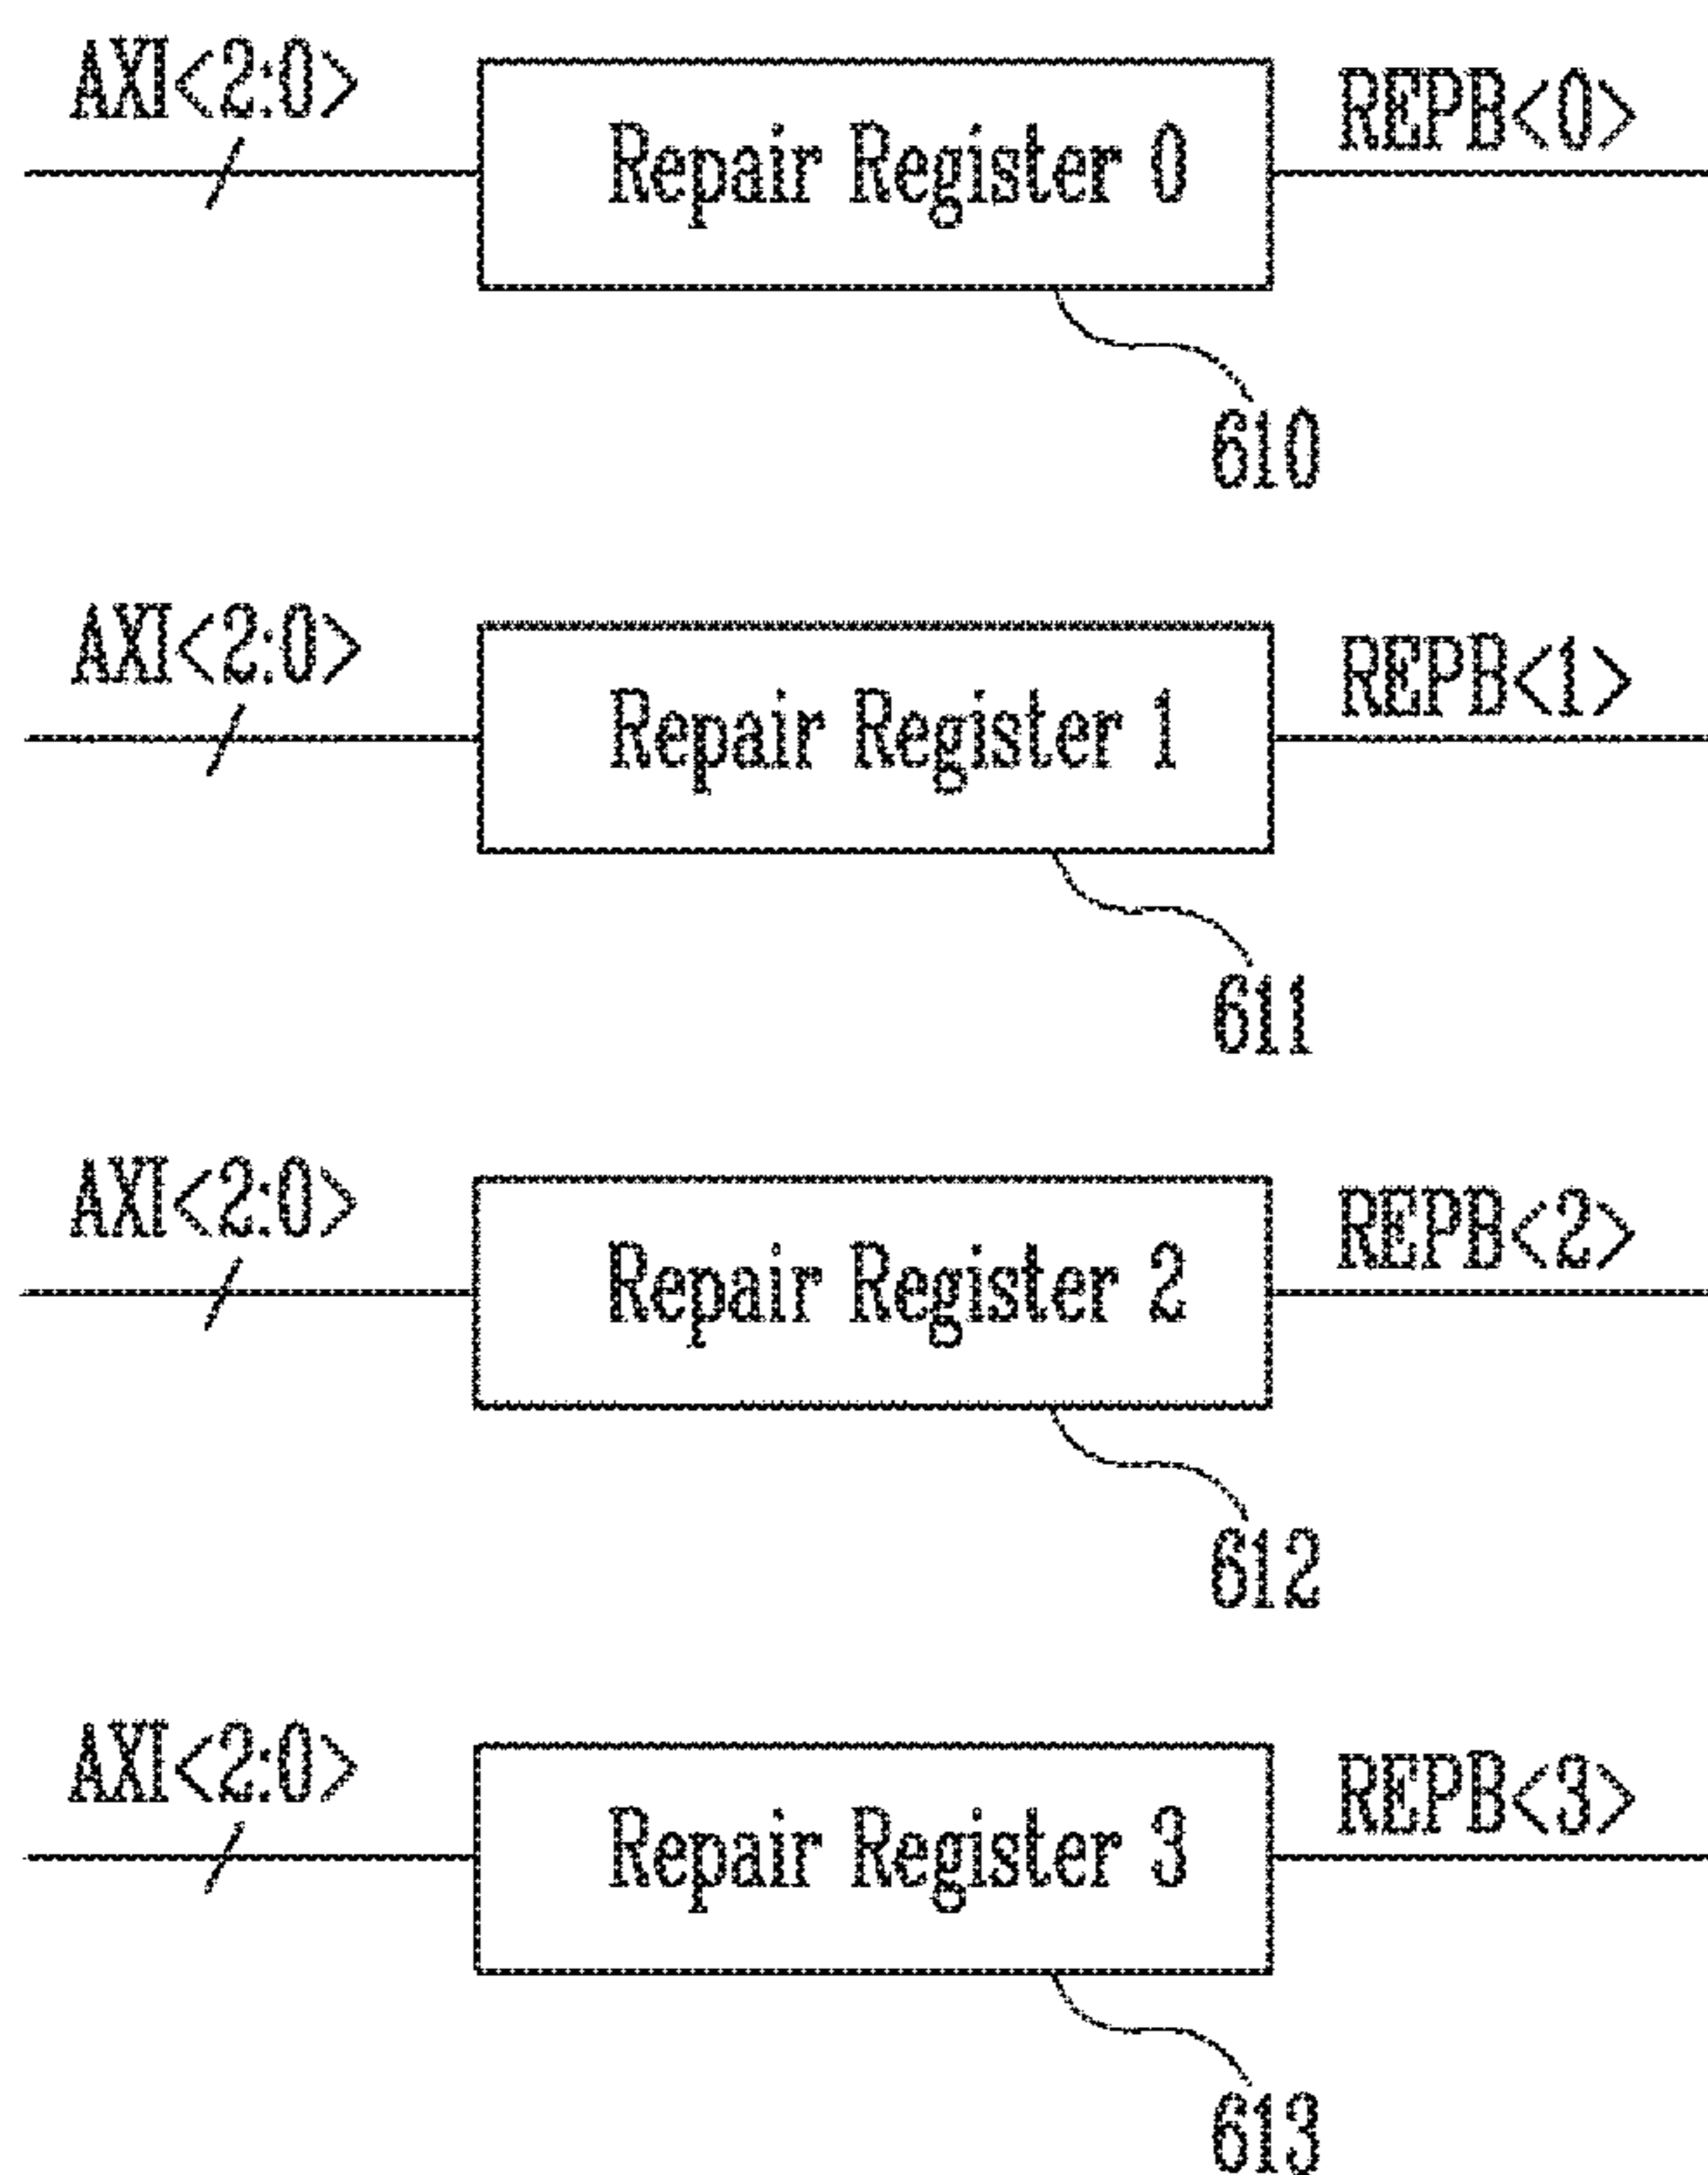 AXI<2:0>
Repair Register 0
REPB<0>
610
AXI<2:0>
Repair Register 1
REPB<1>
611
AXI<2:0>
Repair Register 2
REPB<2>
612
AXI<2:0>
Repair Register 3
REPB<3>
613